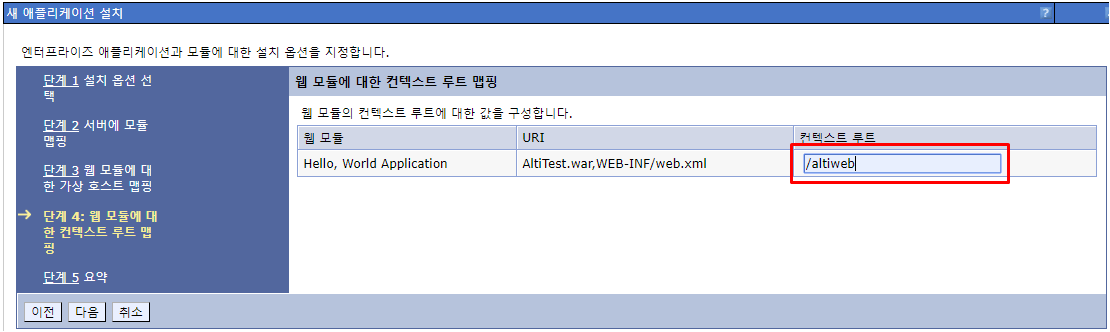 새 애플리케이션 설치
?
엔터프라이즈 애플리케이션과 모듈에 대한 설치 옵션을 지정합니다.
단계 1 설치 옵션 선
택
단계 2 서버에 모듈
맵핑
단계 3 웹 모듈에 대
한 가상 호스트 맵핑
단계 4: 웹 모듈에 대
한 컨텍스트 루트 맵
핑
단계 5 요약
웹 모듈에 대한 컨텍스트 루트 맵핑
웹 모듈의 컨텍스트 루트에 대한 값을 구성합니다.
웹 모듈 URI 컨텍스트 루트
Hello, World Application AltiTest.war,WEB-INF/web.xml /altiweb
이전 다음 취소